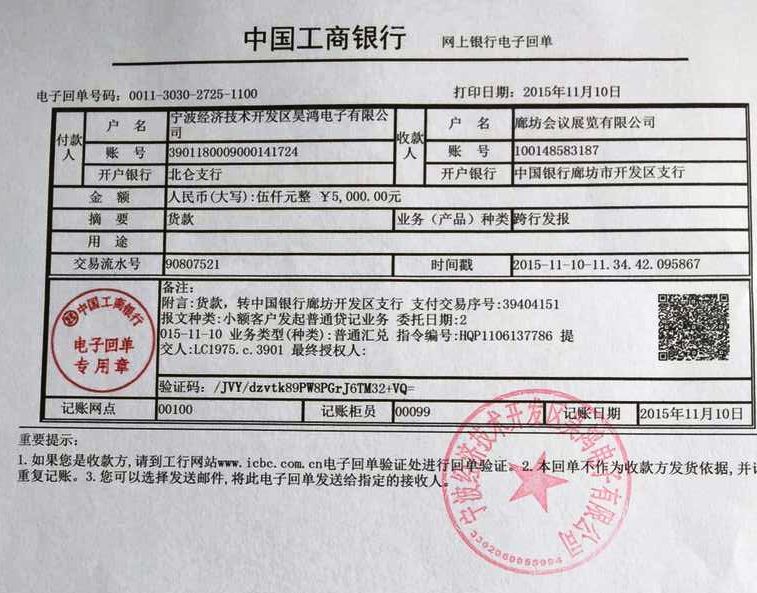 中国工商银行 网上银行电子回单
电子回单号码: 0011-3030-2725-1100 打印日期: 2015年11月10日
付款人 户 名 宁波经济技术开发区昊鸿电子有限公司 收款人 户 名 廊坊会议展览有限公司
账 号 3901180009000141724 账 号 100148583187
开户银行 北仑支行 开户银行 中国银行廊坊市开发区支行
金 额 人民币(大写):伍仟元整 ￥5,000.00元
摘 要 货款 业务（产品）种类 跨行发报
用 途
交易流水号 90807521 时间戳 2015-11-10-11.34.42.095867
备注:
附言:货款, 转中国银行廊坊开发区支行 支付交易序号:39404151
报文种类:小额客户发起普通贷记业务 委托日期:2
015-11-10 业务类型(种类):普通汇兑 指令编号:HQP1106137786 提
交人:LC1975.c.3901 最终授权人:
中国工商银行
电子回单
专用章
验证码: /JVY/dzvtk89PW8PGrJ6TM32+VQ=
记账网点 00100 记账柜员 00099 记账日期 2015年11月10日
重要提示:
1.如果您是收款方,请到工行网站www.icbc.com.cn电子回单验证处进行回单验证。2.本回单不作为收款方发货依据,并
重复记账。3.您可以选择发送邮件,将此电子回单发送给指定的接收人。
宁波经济技术开发区昊鸿电子有限公司